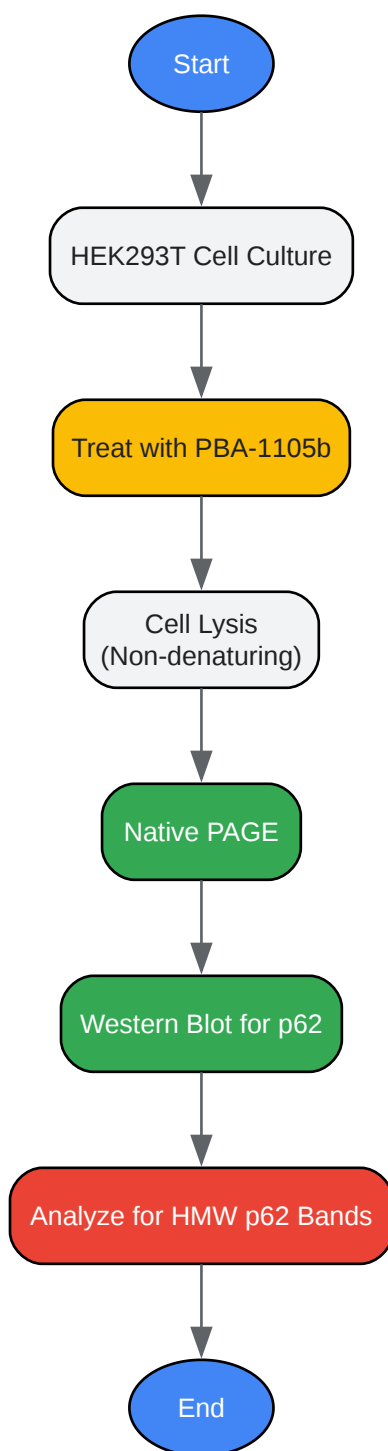 Start
HEK293T Cell Culture
Treat with PBA-1105b
Cell Lysis
(Non-denaturing)
Native PAGE
Western Blot for p62
Analyze for HMW p62 Bands
End